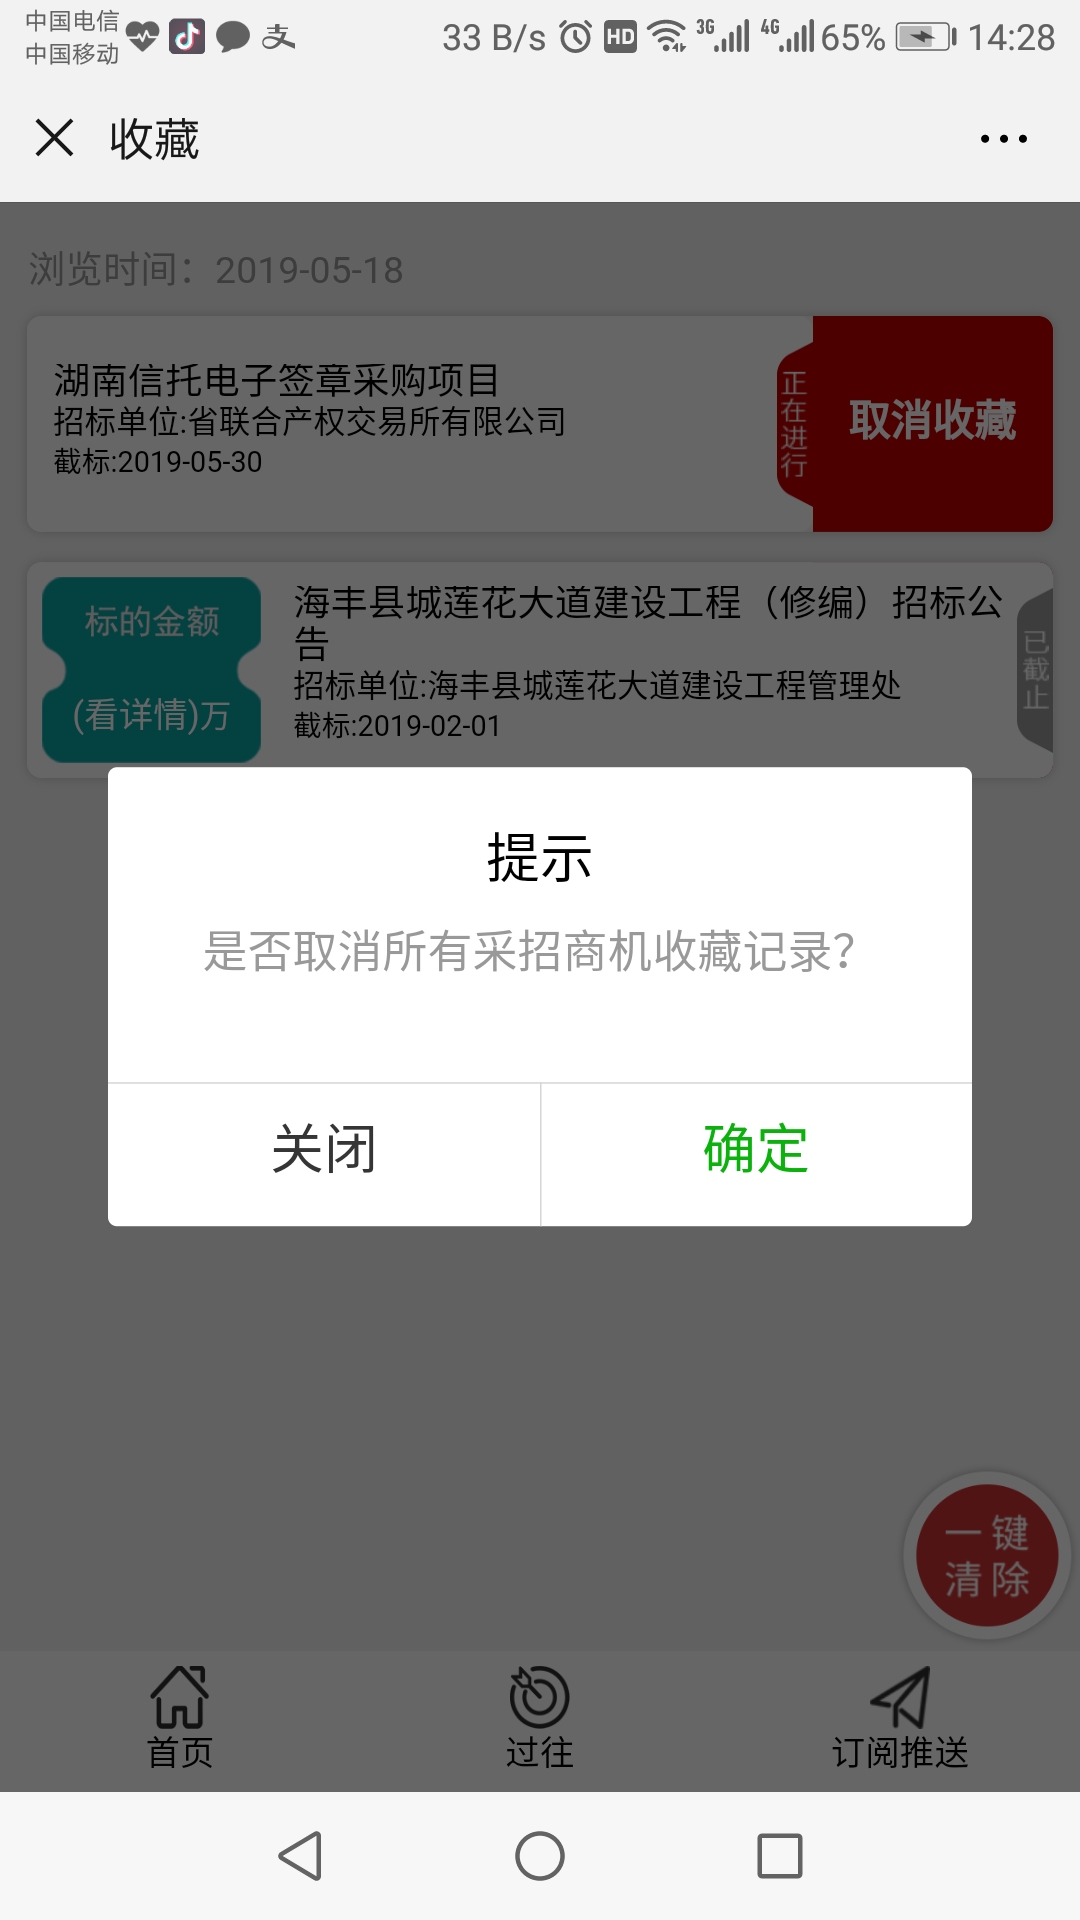 中国电信
中国移动
33 B/s HD 3G 4G 65% 14:28
收藏
浏览时间：2019-05-18
湖南信托电子签章采购项目
招标单位:省联合产权交易所有限公司
截标:2019-05-30
正在进行
取消收藏
标的金额
(看详情)万
海丰县城莲花大道建设工程（修编）招标公
告
招标单位:海丰县城莲花大道建设工程管理处
截标:2019-02-01
已截止
提示
是否取消所有采招商机收藏记录？
关闭
确定
一键
清除
首页
过往
订阅推送